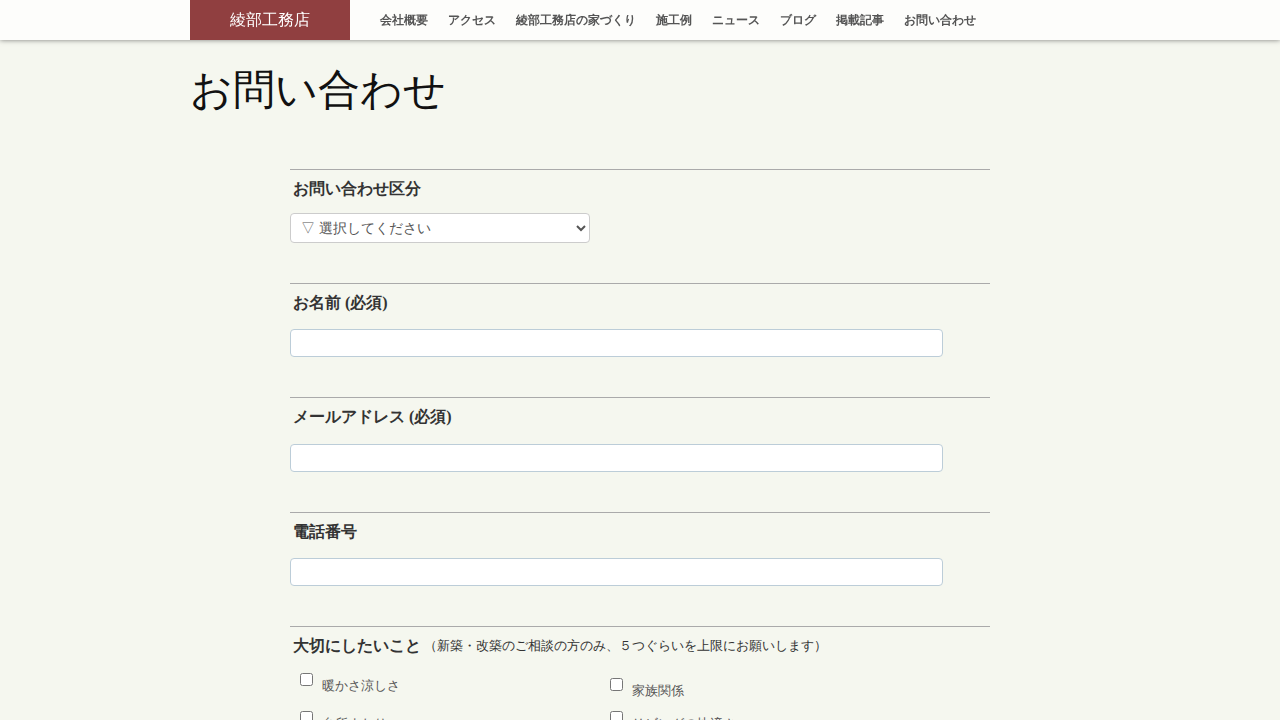 綾部工務店 会社概要 アクセス 綾部工務店の家づくり 施工例 ニュース ブログ 掲載記事 お問い合わせ
お問い合わせ
お問い合わせ区分
▽ 選択してください
お名前 (必須)
メールアドレス (必須)
電話番号
大切にしたいこと （新築・改築のご相談の方のみ、５つぐらいを上限にお願いします）
暖かさ涼しさ 家族関係